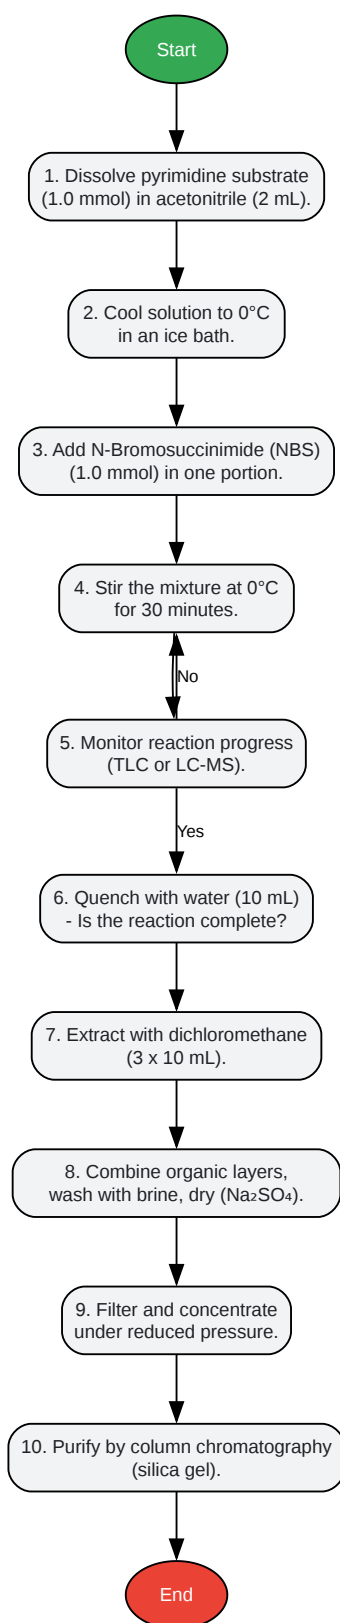 Start
1. Dissolve pyrimidine substrate
(1.0 mmol) in acetonitrile (2 mL).
2. Cool solution to 0°C
in an ice bath.
3. Add N-Bromosuccinimide (NBS)
(1.0 mmol) in one portion.
4. Stir the mixture at 0°C
for 30 minutes.
No
5. Monitor reaction progress
(TLC or LC-MS).
Yes
6. Quench with water (10 mL)
- Is the reaction complete?
7. Extract with dichloromethane
(3 x 10 mL).
8. Combine organic layers,
wash with brine, dry (Na₂SO₄).
9. Filter and concentrate
under reduced pressure.
10. Purify by column chromatography
(silica gel).
End